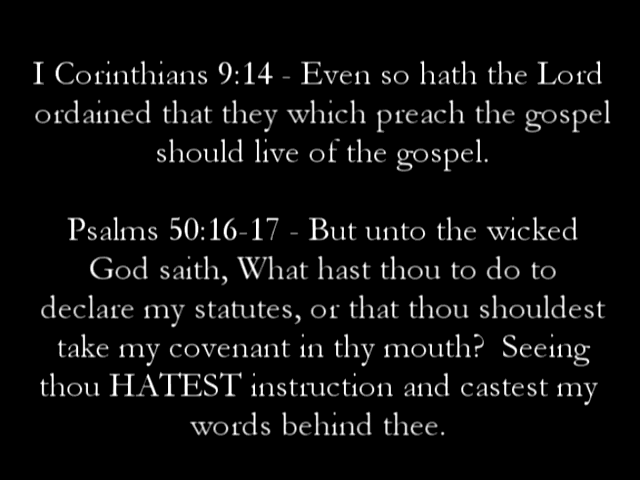 I Corinthians 9:14 - Even so hath the Lord
ordained that they which preach the gospel
should live of the gospel.
Psalms 50:16-17 - But unto the wicked
God saith, What hast thou to do to
declare my statutes, or that thou shouldest
take my covenant in thy mouth?  Seeing
thou HATEST instruction and castest my
words behind thee.